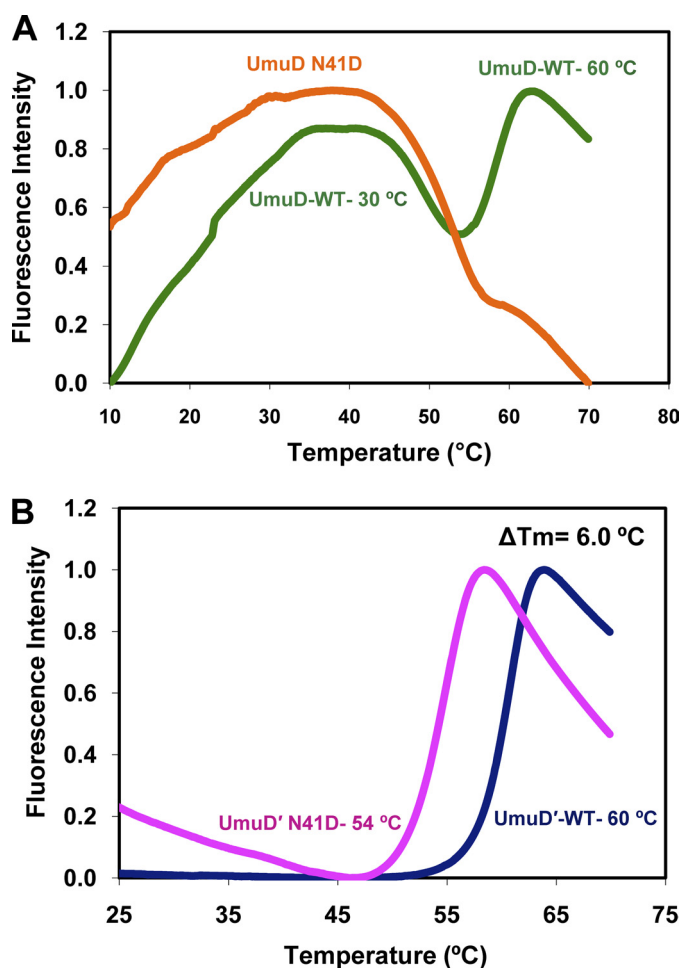 A
1.2
1.0
0.8
0.6
0.4
0.2
0.0
Fluorescence Intensity
UmuD N41D
UmuD-WT- 60 ºC
UmuD-WT- 30 ºC
10 20 30 40 50 60 70 80
Temperature (°C)
B
1.2
1.0
0.8
0.6
0.4
0.2
0.0
Fluorescence Intensity
ΔTm= 6.0 ºC
UmuD′ N41D- 54 ºC
UmuD′-WT- 60 ºC
25 35 45 55 65 75
Temperature (ºC)